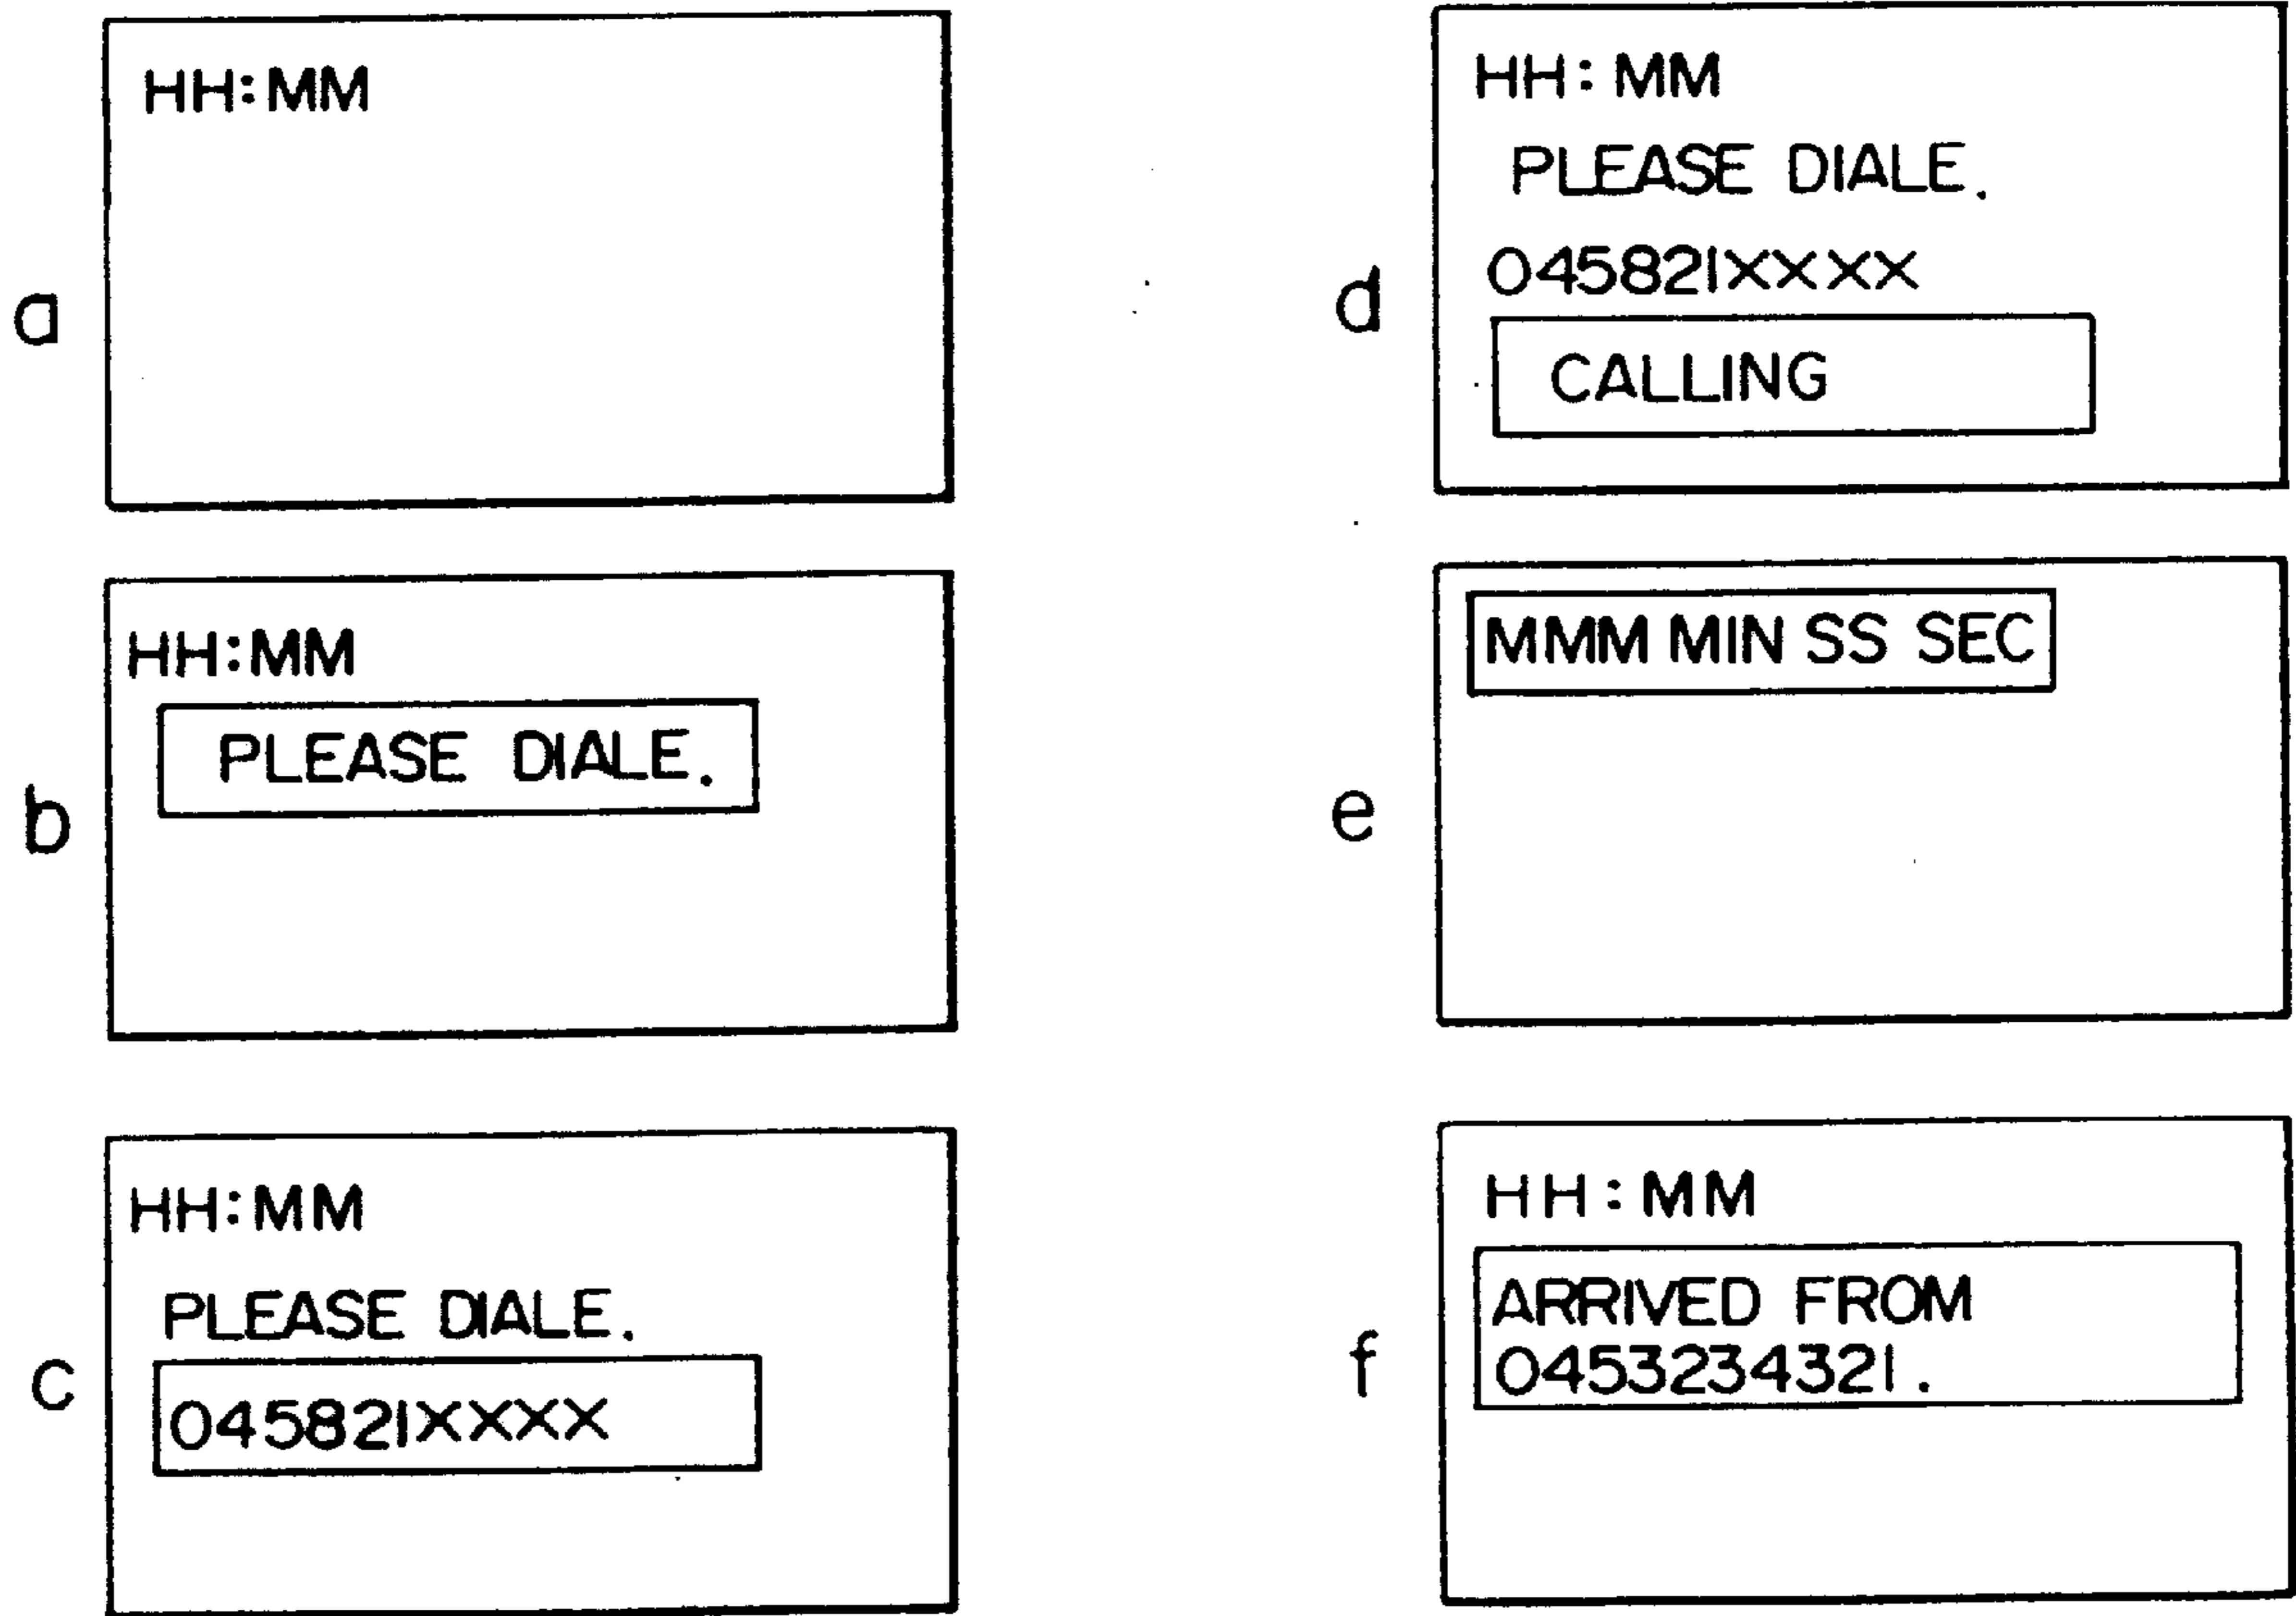 a
HH:MM
b
HH:MM
PLEASE DIALE.
c
HH:MM
PLEASE DIALE.
045821XXXX
d
HH:MM
PLEASE DIALE.
045821XXXX
CALLING
e
MMM MIN SS SEC
f
HH:MM
ARRIVED FROM
0453234321.